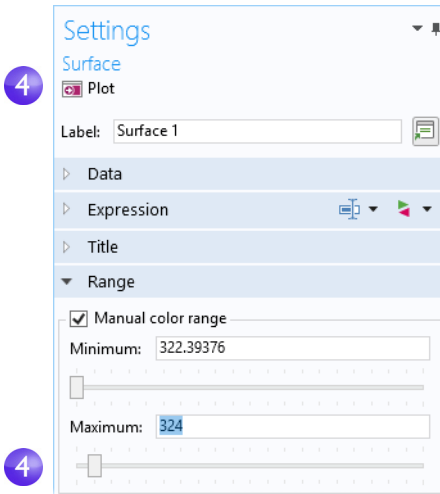 Settings
Surface
4
Plot
Label: Surface 1
Data
Expression
Title
Range
Manual color range
Minimum: 322.39376
Maximum: 324
4